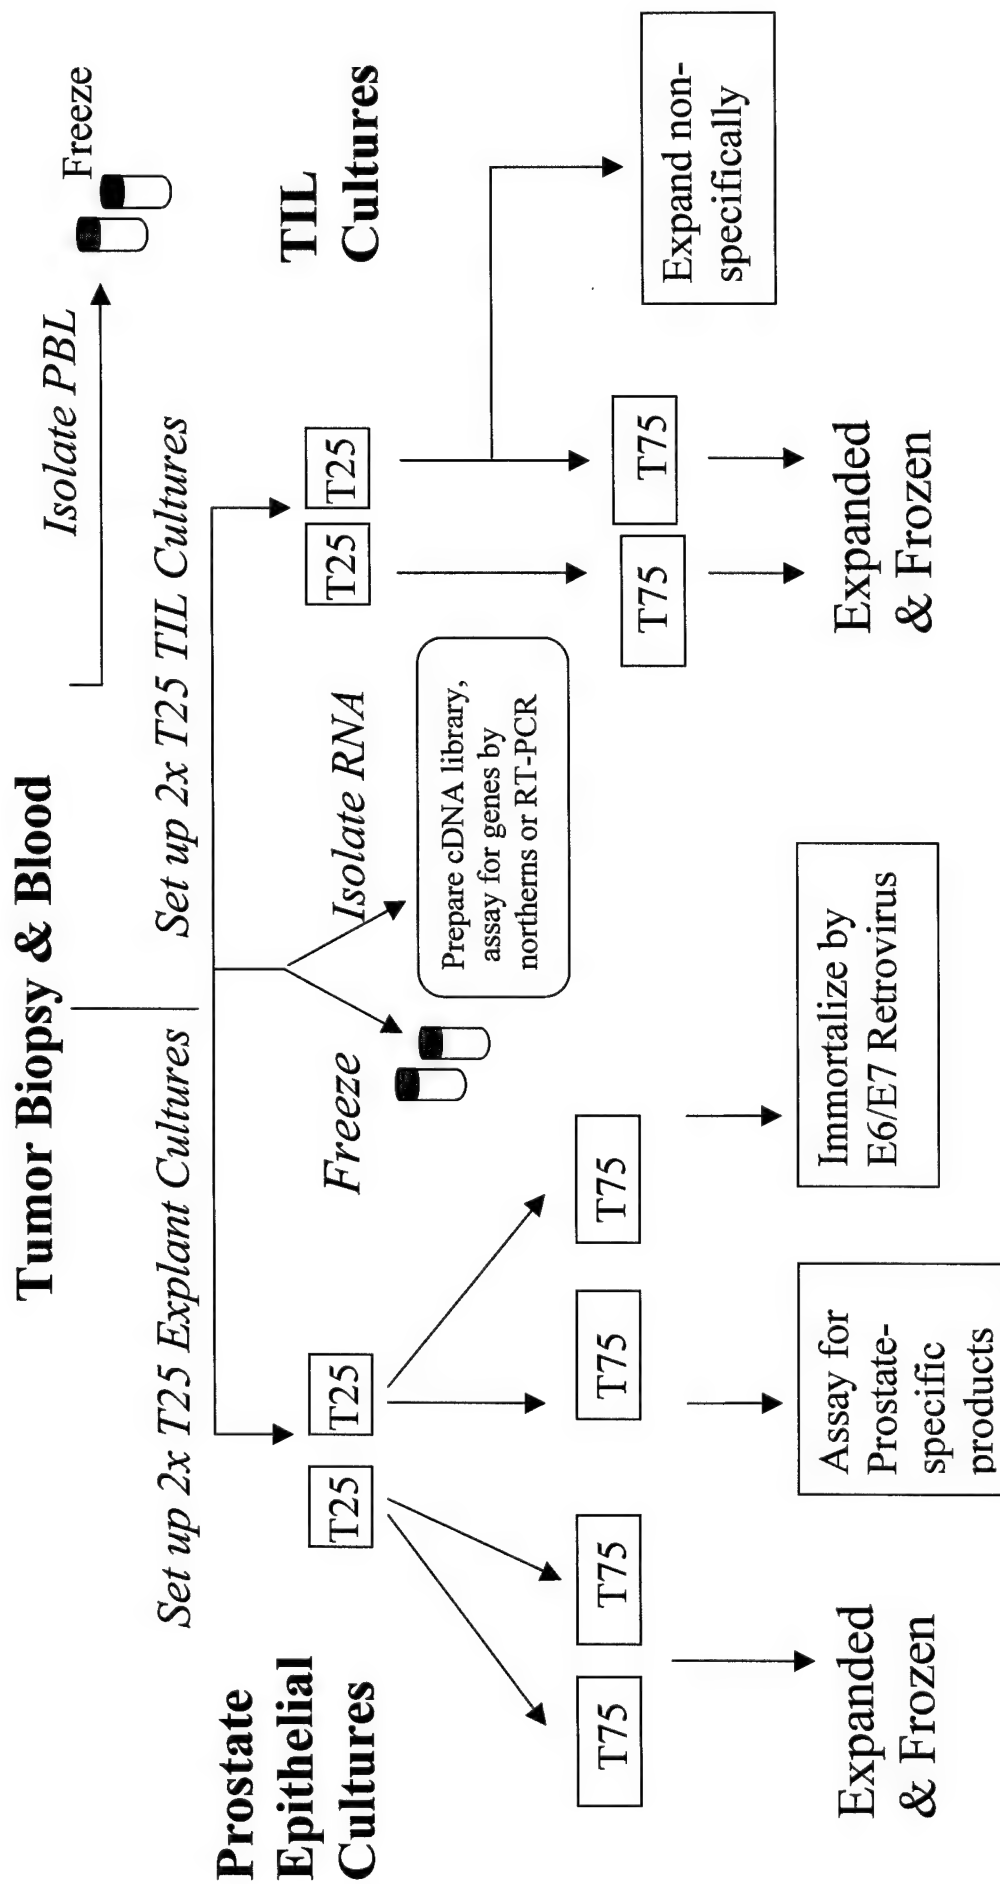 Tumor Biopsy & Blood
Isolate PBL
Freeze
Set up 2x T25 Explant Cultures
Set up 2x T25 TIL Cultures
Prostate
Epithelial
Cultures
T25
T25
Freeze
Isolate RNA
Prepare cDNA library,
assay for genes by
northerns or RT-PCR
T25
T25
TIL
Cultures
T75
T75
T75
T75
T75
T75
Expand non-
specifically
Expanded
& Frozen
Assay for
Prostate-
specific
products
Immortalize by
E6/E7 Retrovirus
Expanded
& Frozen